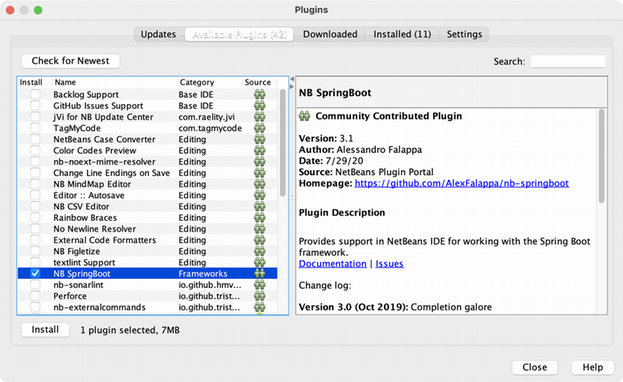 Plugins
Updates Available Plugins (42) Downloaded Installed (11) Settings
Check for Newest
Search:
Install Name Category Source
Backlog Support Base IDE
GitHub Issues Support Base IDE
jVi for NB Update Center com.raelity.jvi
TagMyCode com.tagmycode
NetBeans Case Converter Editing
Color Codes Preview Editing
nb-noext-mime-resolver Editing
Change Line Endings on Save Editing
NB MindMap Editor Editing
Editor :: Autosave Editing
NB CSV Editor Editing
Rainbow Braces Editing
No Newline Resolver Editing
External Code Formatters Editing
NB Figletize Editing
textlint Support Editing
NB SpringBoot Frameworks
nb-sonarlint io.github.hmv...
Perforce io.github.trist...
nb-externalcommands io.github.trist...
NB SpringBoot
Community Contributed Plugin
Version: 3.1
Author: Alessandro Falappa
Date: 7/29/20
Source: NetBeans Plugin Portal
Homepage: https://github.com/AlexFalappa/nb-springboot
Plugin Description
Provides support in NetBeans IDE for working with the Spring Boot
framework.
Documentation | Issues
Change log:
Version 3.0 (Oct 2019): Completion galore
Install 1 plugin selected, 7MB
Close Help